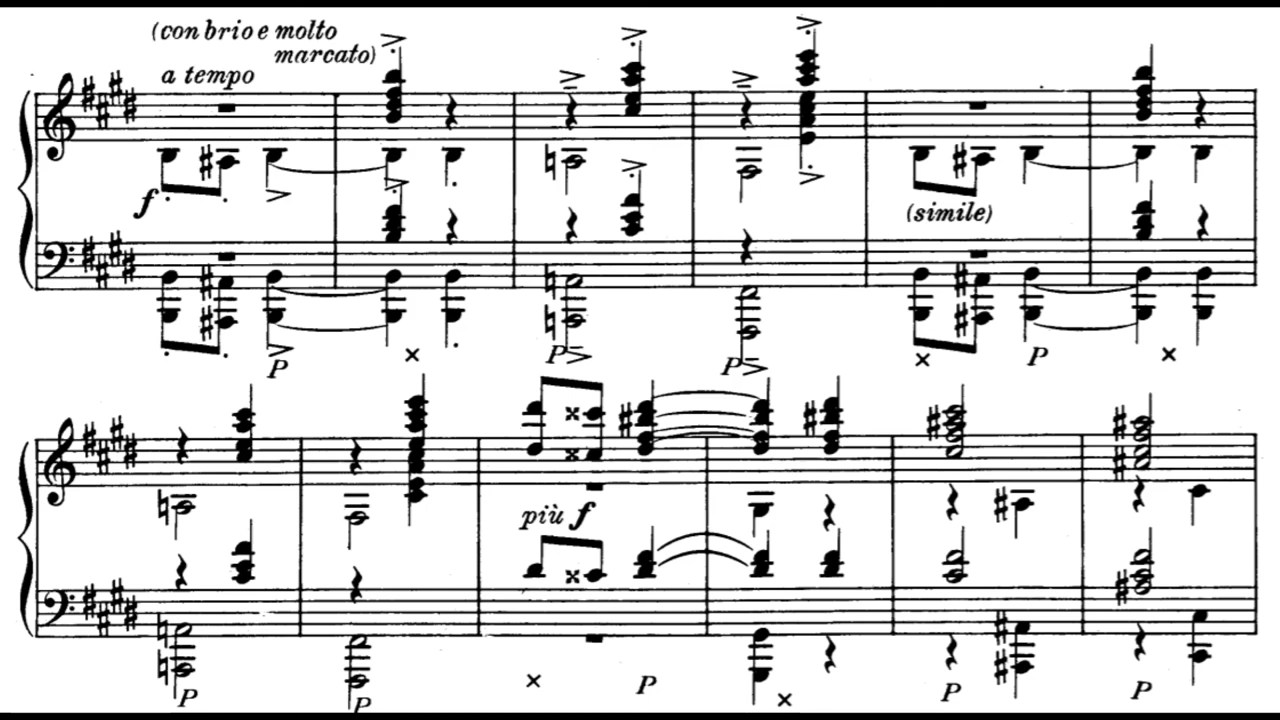 (con brio e molto
marcato)
a tempo
f
(simile)
P × P P × P ×
più f
P P × P × P P